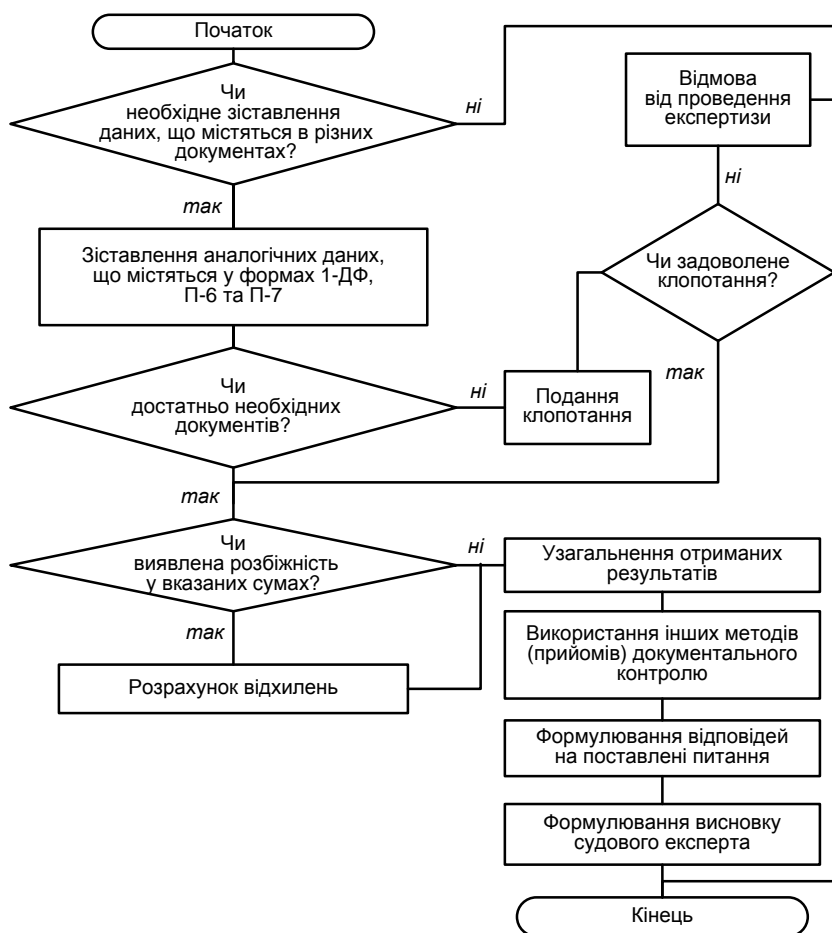 Початок
Чи
необхідне зіставлення
даних, що містяться в різних
документах?
ні
Відмова
від проведення
експертизи
ні
так
Зіставлення аналогічних даних,
що містяться у формах 1-ДФ,
П-6 та П-7
Чи задоволене
клопотання?
так
Чи
достатньо необхідних
документів?
ні
Подання
клопотання
так
Чи
виявлена розбіжність
у вказаних сумах?
ні
Узагальнення отриманих
результатів
так
Розрахунок відхилень
Використання інших методів
(прийомів) документального
контролю
Формулювання відповідей
на поставлені питання
Формулювання висновку
судового експерта
Кінець